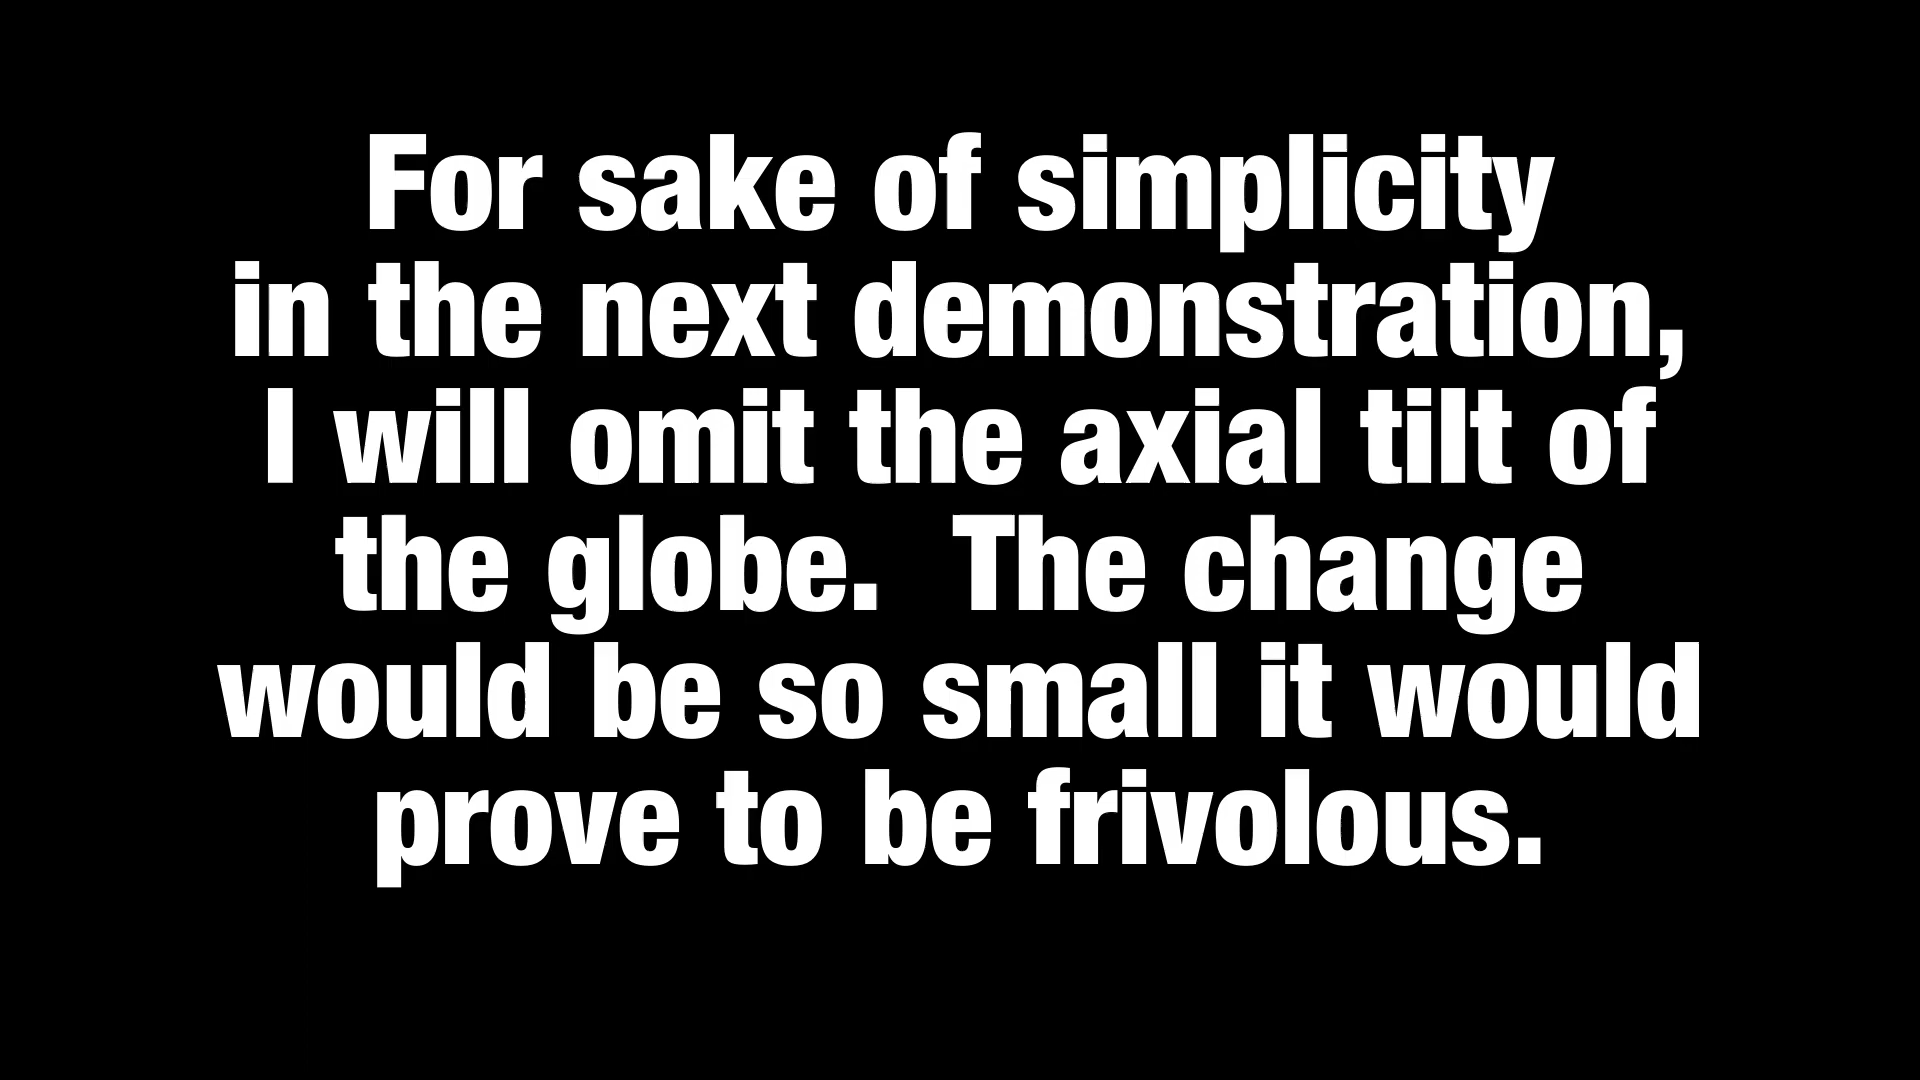 For sake of simplicity
in the next demonstration,
I will omit the axial tilt of
the globe.  The change
would be so small it would
prove to be frivolous.